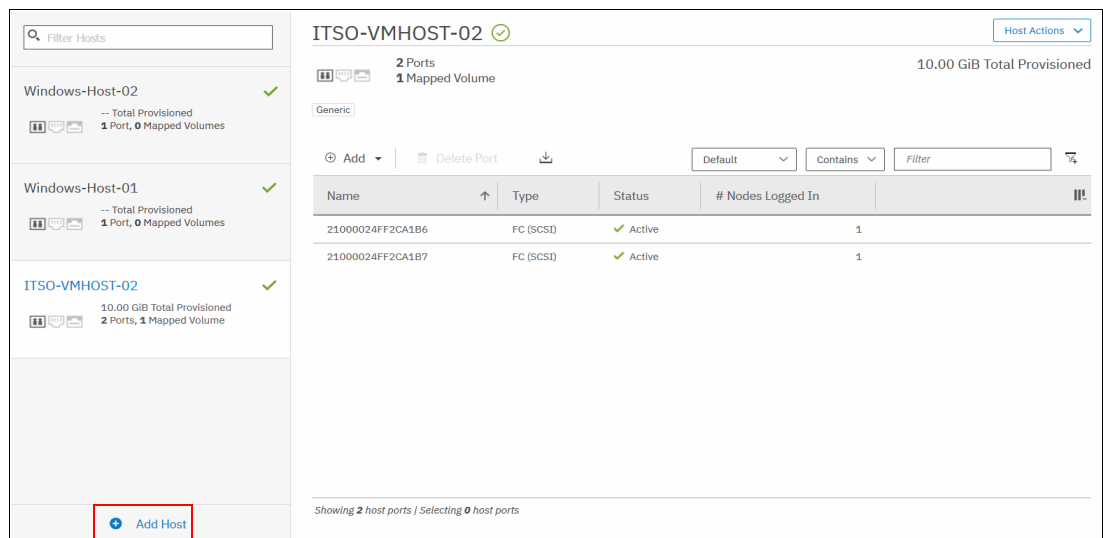 Filter Hosts
Windows-Host-02
-- Total Provisioned
1 Port, 0 Mapped Volumes
Windows-Host-01
-- Total Provisioned
1 Port, 0 Mapped Volumes
ITSO-VMHOST-02
10.00 GiB Total Provisioned
2 Ports, 1 Mapped Volume
Add Host
ITSO-VMHOST-02
Host Actions
2 Ports
1 Mapped Volume
10.00 GiB Total Provisioned
Generic
Add Delete Port Default Contains Filter
Name Type Status # Nodes Logged In
21000024FF2CA1B6 FC (SCSI) Active 1
21000024FF2CA1B7 FC (SCSI) Active 1
Showing 2 host ports | Selecting 0 host ports